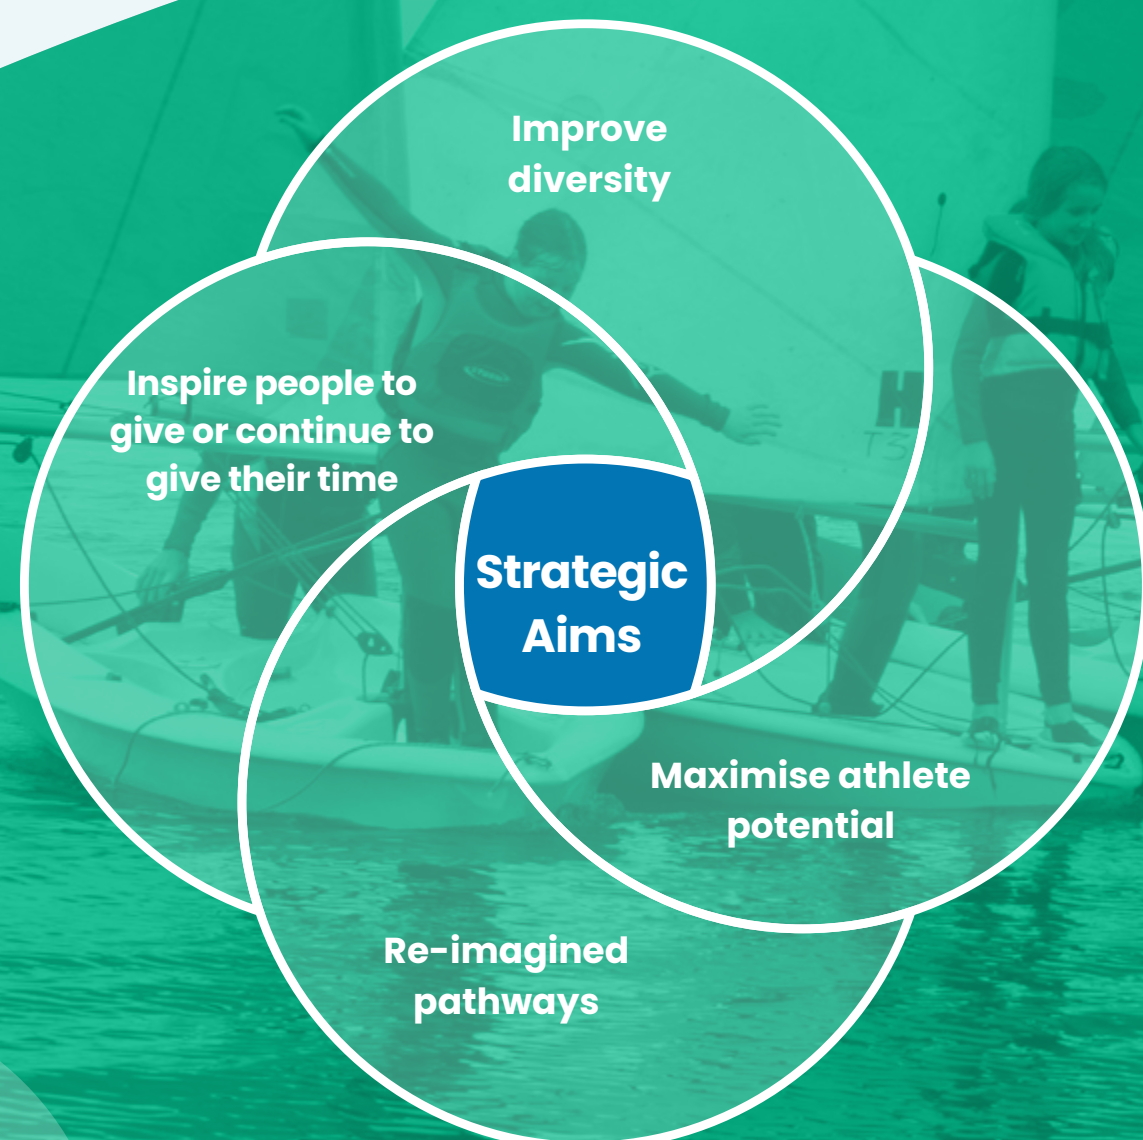 Improve
diversity
Inspire people to
give or continue to
give their time
H
Strategic
Aims
Maximise athlete
potential
Re-imagined
pathways